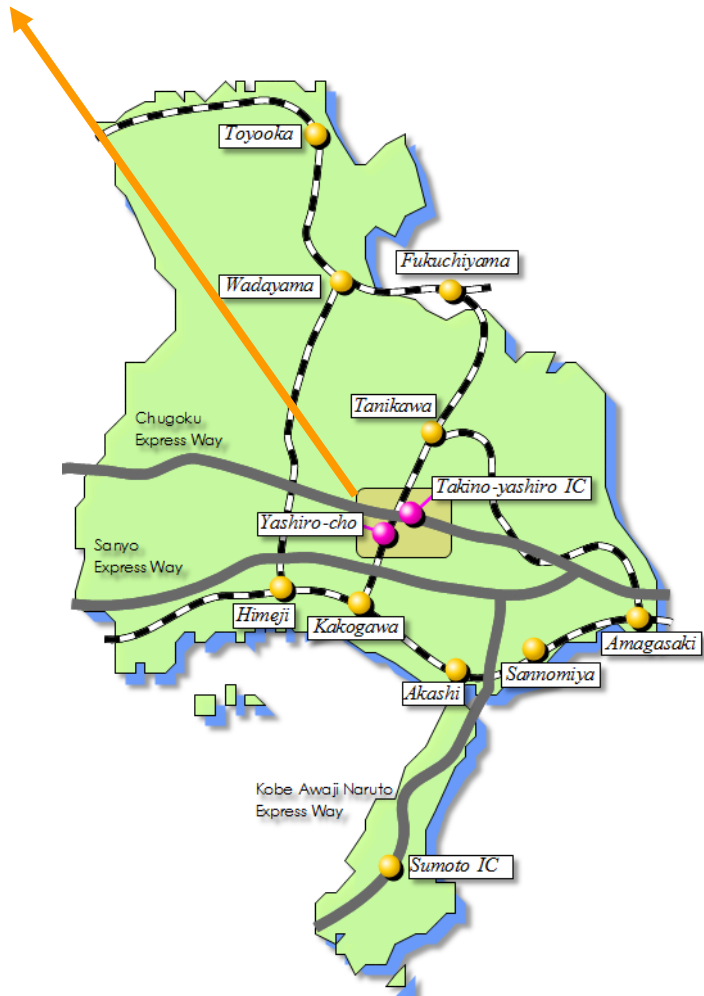 Toyooka
Fukuchiyama
Wadayama
Tanikawa
Chugoku
Express Way
Takino-yashiro IC
Yashiro-cho
Sanyo
Express Way
Himeji
Kakogawa
Amagasaki
Sannomiya
Akashi
Kobe Awaji Naruto
Express Way
Sumoto IC